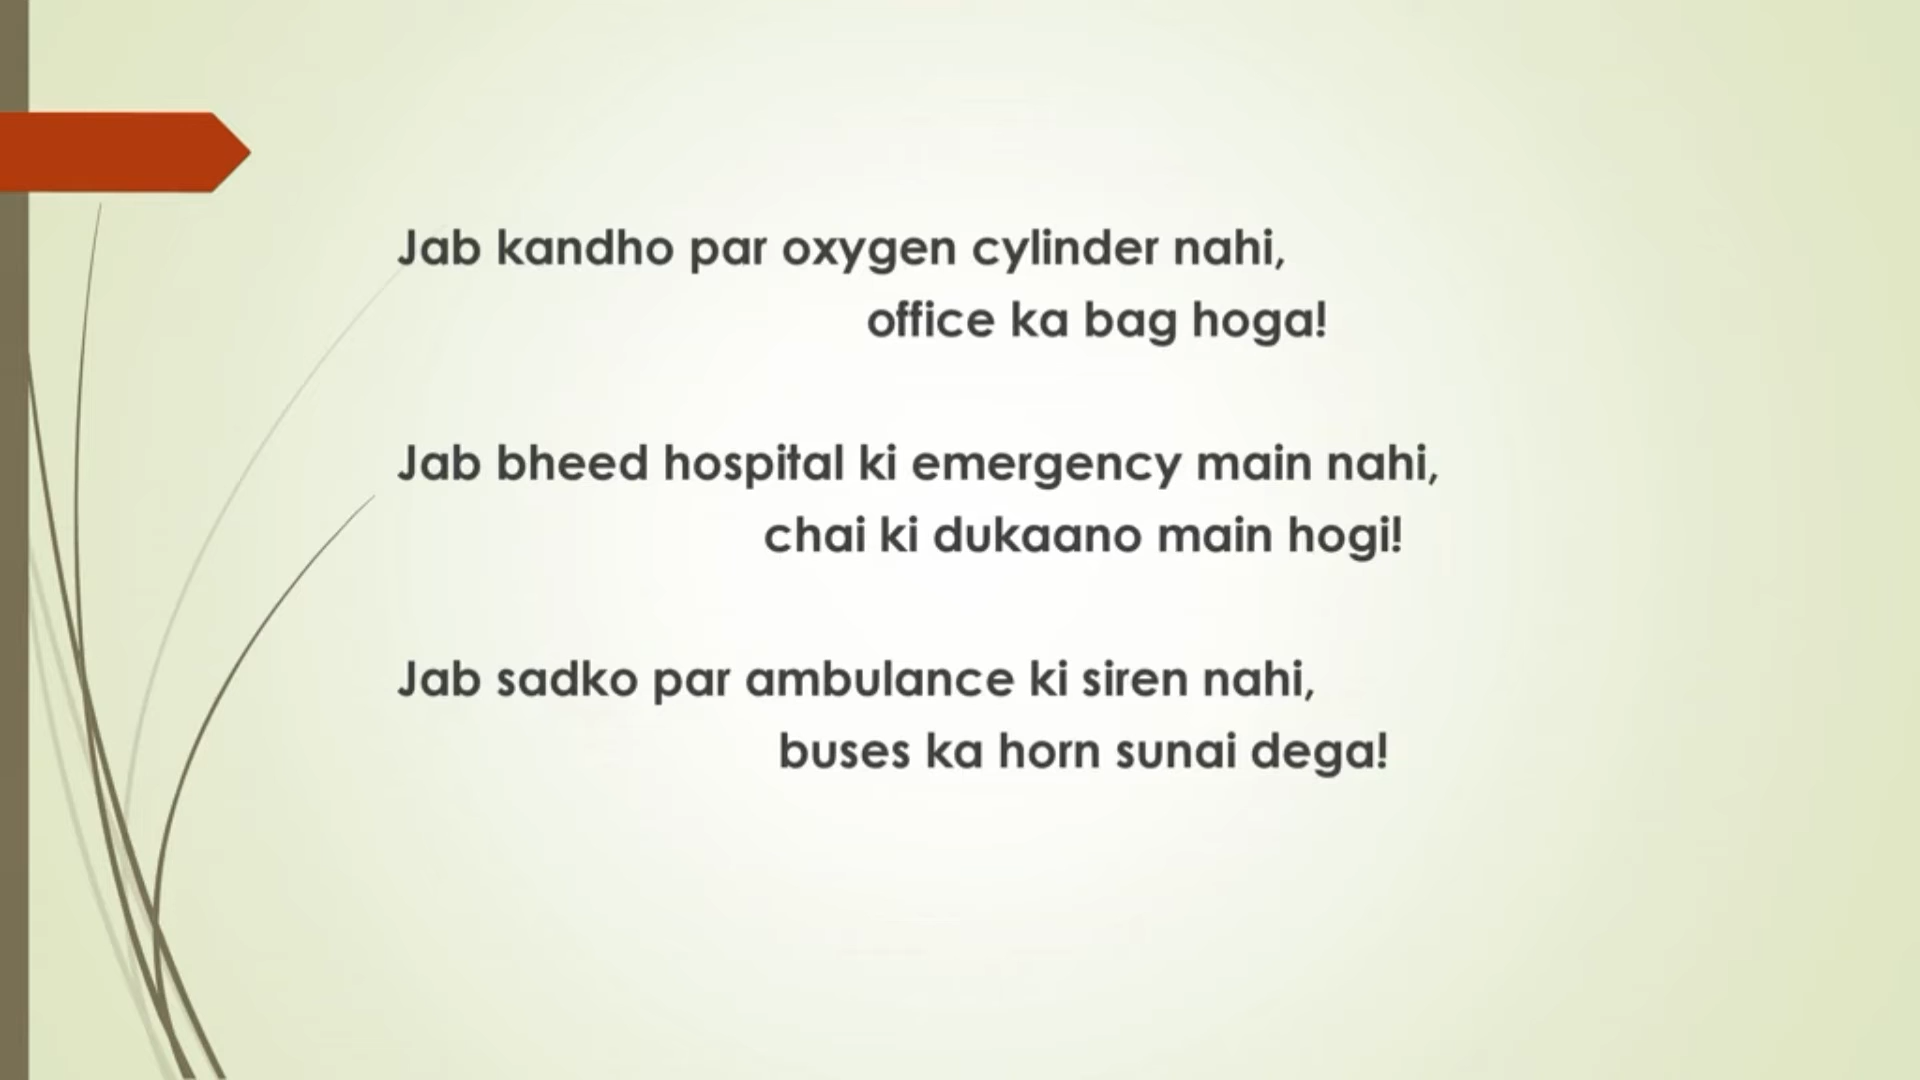 Jab kandho par oxygen cylinder nahi,
office ka bag hoga!
Jab bheed hospital ki emergency main nahi,
chai ki dukaano main hogi!
Jab sadko par ambulance ki siren nahi,
buses ka horn sunai dega!